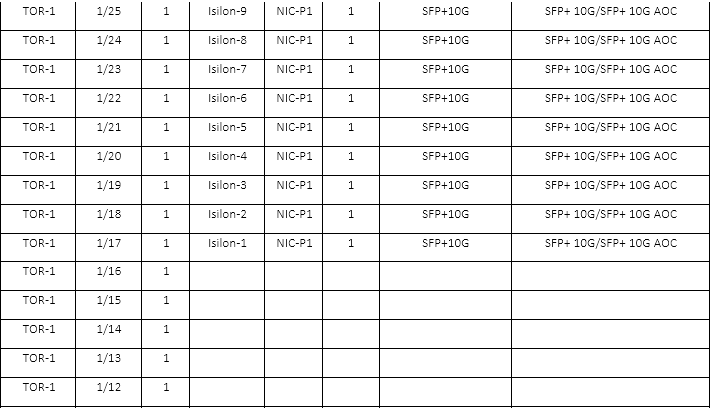 TOR-1 1/25 1 Isilon-9 NIC-P1 1 SFP+10G SFP+ 10G/SFP+ 10G AOC
TOR-1 1/24 1 Isilon-8 NIC-P1 1 SFP+10G SFP+ 10G/SFP+ 10G AOC
TOR-1 1/23 1 Isilon-7 NIC-P1 1 SFP+10G SFP+ 10G/SFP+ 10G AOC
TOR-1 1/22 1 Isilon-6 NIC-P1 1 SFP+10G SFP+ 10G/SFP+ 10G AOC
TOR-1 1/21 1 Isilon-5 NIC-P1 1 SFP+10G SFP+ 10G/SFP+ 10G AOC
TOR-1 1/20 1 Isilon-4 NIC-P1 1 SFP+10G SFP+ 10G/SFP+ 10G AOC
TOR-1 1/19 1 Isilon-3 NIC-P1 1 SFP+10G SFP+ 10G/SFP+ 10G AOC
TOR-1 1/18 1 Isilon-2 NIC-P1 1 SFP+10G SFP+ 10G/SFP+ 10G AOC
TOR-1 1/17 1 Isilon-1 NIC-P1 1 SFP+10G SFP+ 10G/SFP+ 10G AOC
TOR-1 1/16 1
TOR-1 1/15 1
TOR-1 1/14 1
TOR-1 1/13 1
TOR-1 1/12 1